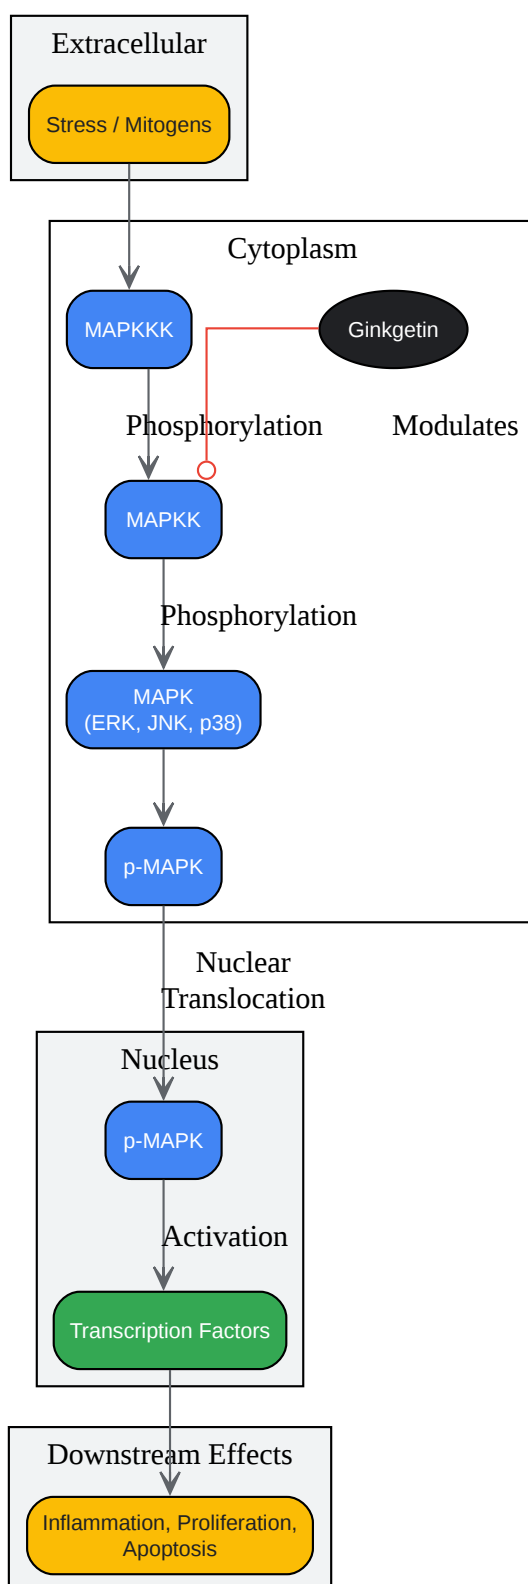 Extracellular
Stress / Mitogens
Cytoplasm
MAPKKK
Ginkgetin
Phosphorylation
Modulates
MAPKK
Phosphorylation
MAPK
(ERK, JNK, p38)
p-MAPK
Nuclear
Translocation
Nucleus
p-MAPK
Activation
Transcription Factors
Downstream Effects
Inflammation, Proliferation,
Apoptosis